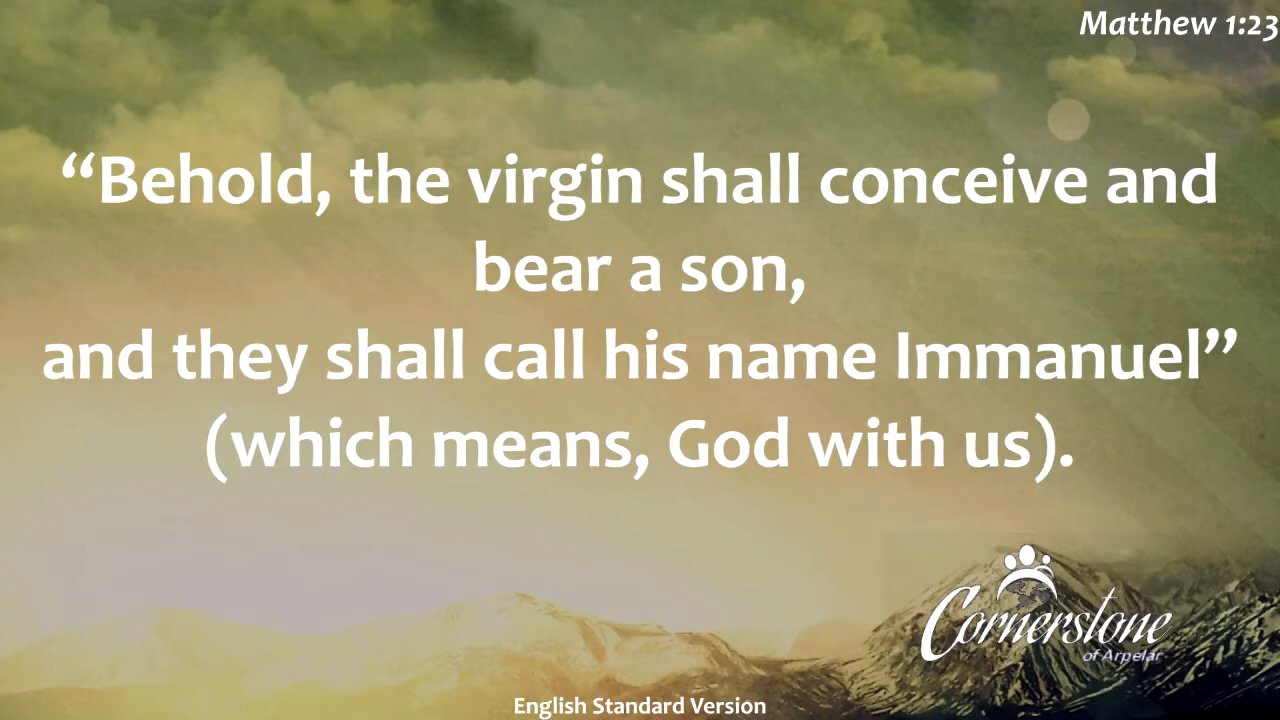 Matthew 1:23
“Behold, the virgin shall conceive and
bear a son,
and they shall call his name Immanuel”
(which means, God with us).
Cornerstone
of Arpelar
English Standard Version